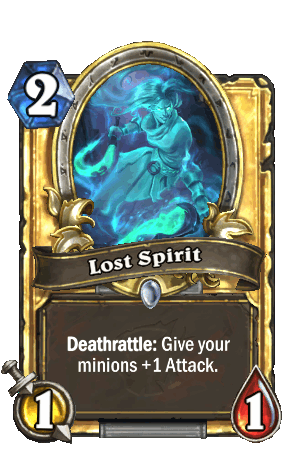 2
Lost Spirit
Deathrattle: Give your
minions +1 Attack.
1
1